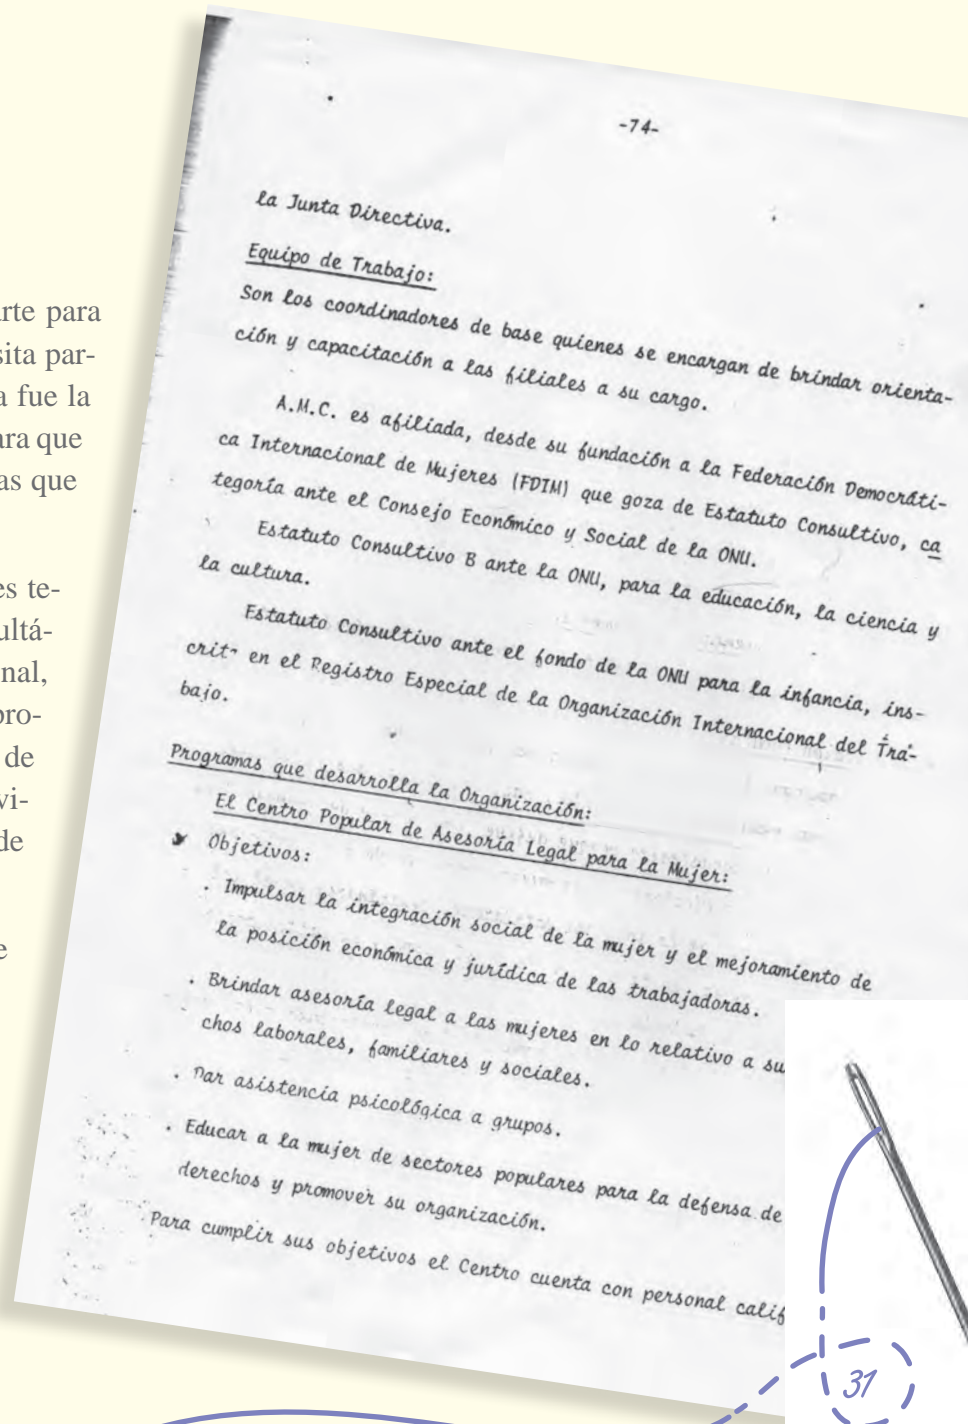 arte para
sita par-
a fue la
ara que
as que
es te-
ultá-
nal,
pro-
de
vi-
de
e
-74-
la Junta Directiva.
Equipo de Trabajo:
Son los coordinadores de base quienes se encargan de brindar orienta-
ción y capacitación a las filiales a su cargo.
A.M.C. es afiliada, desde su fundación a la Federación Democráti-
ca Internacional de Mujeres (FDIM) que goza de Estatuto Consultivo, ca
tegoría ante el Consejo Económico y Social de la ONU.
Estatuto Consultivo B ante la ONU, para la educación, la ciencia y
la cultura.
Estatuto Consultivo ante el fondo de la ONU para la infancia, ins-
crit en el Registro Especial de la Organización Internacional del Tra-
bajo.
Programas que desarrolla la Organización:
El Centro Popular de Asesoría Legal para la Mujer:
Objetivos:
. Impulsar la integración social de la mujer y el mejoramiento de
la posición económica y jurídica de las trabajadoras.
. Brindar asesoría legal a las mujeres en lo relativo a su
chos laborales, familiares y sociales.
. Dar asistencia psicológica a grupos.
. Educar a la mujer de sectores populares para la defensa de
derechos y promover su organización.
Para cumplir sus objetivos el Centro cuenta con personal calif
31